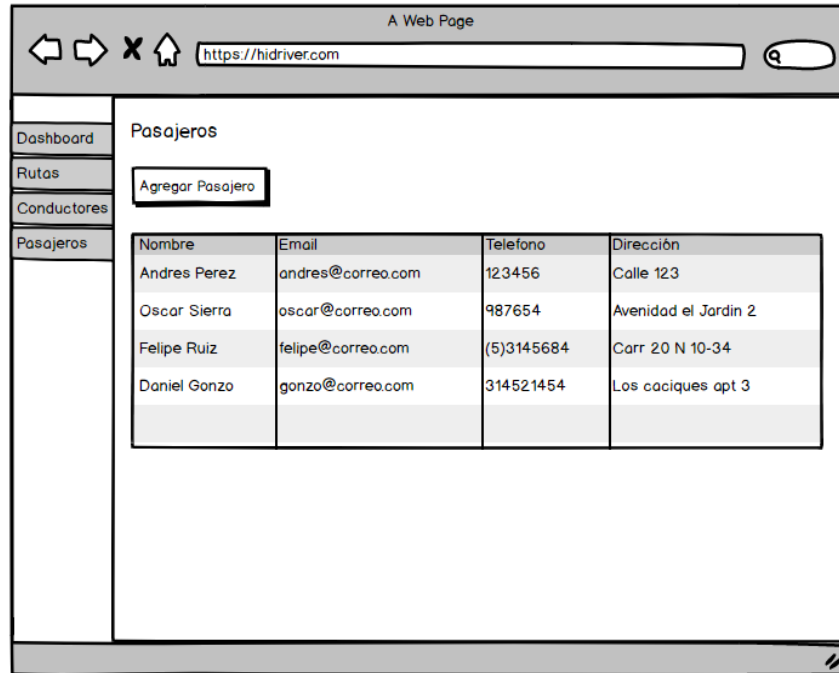 A Web Page
https://hidriver.com
Dashboard
Rutas
Conductores
Pasajeros
Pasajeros
Agregar Pasajero
Nombre Email Telefono Dirección
Andres Perez andres@correo.com 123456 Calle 123
Oscar Sierra oscar@correo.com 987654 Avenidad el Jardin 2
Felipe Ruiz felipe@correo.com (5)3145684 Carr 20 N 10-34
Daniel Gonzo gonzo@correo.com 314521454 Los caciques apt 3